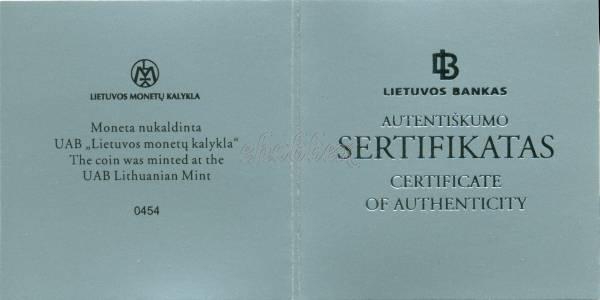 LIETUVOS MONETŲ KALYKLA
Moneta nukaldinta
UAB „Lietuvos monetų kalykla“
The coin was minted at the
UAB Lithuanian Mint
0454
LB
LIETUVOS BANKAS
AUTENTIŠKUMO
SERTIFIKATAS
CERTIFICATE
OF AUTHENTICITY